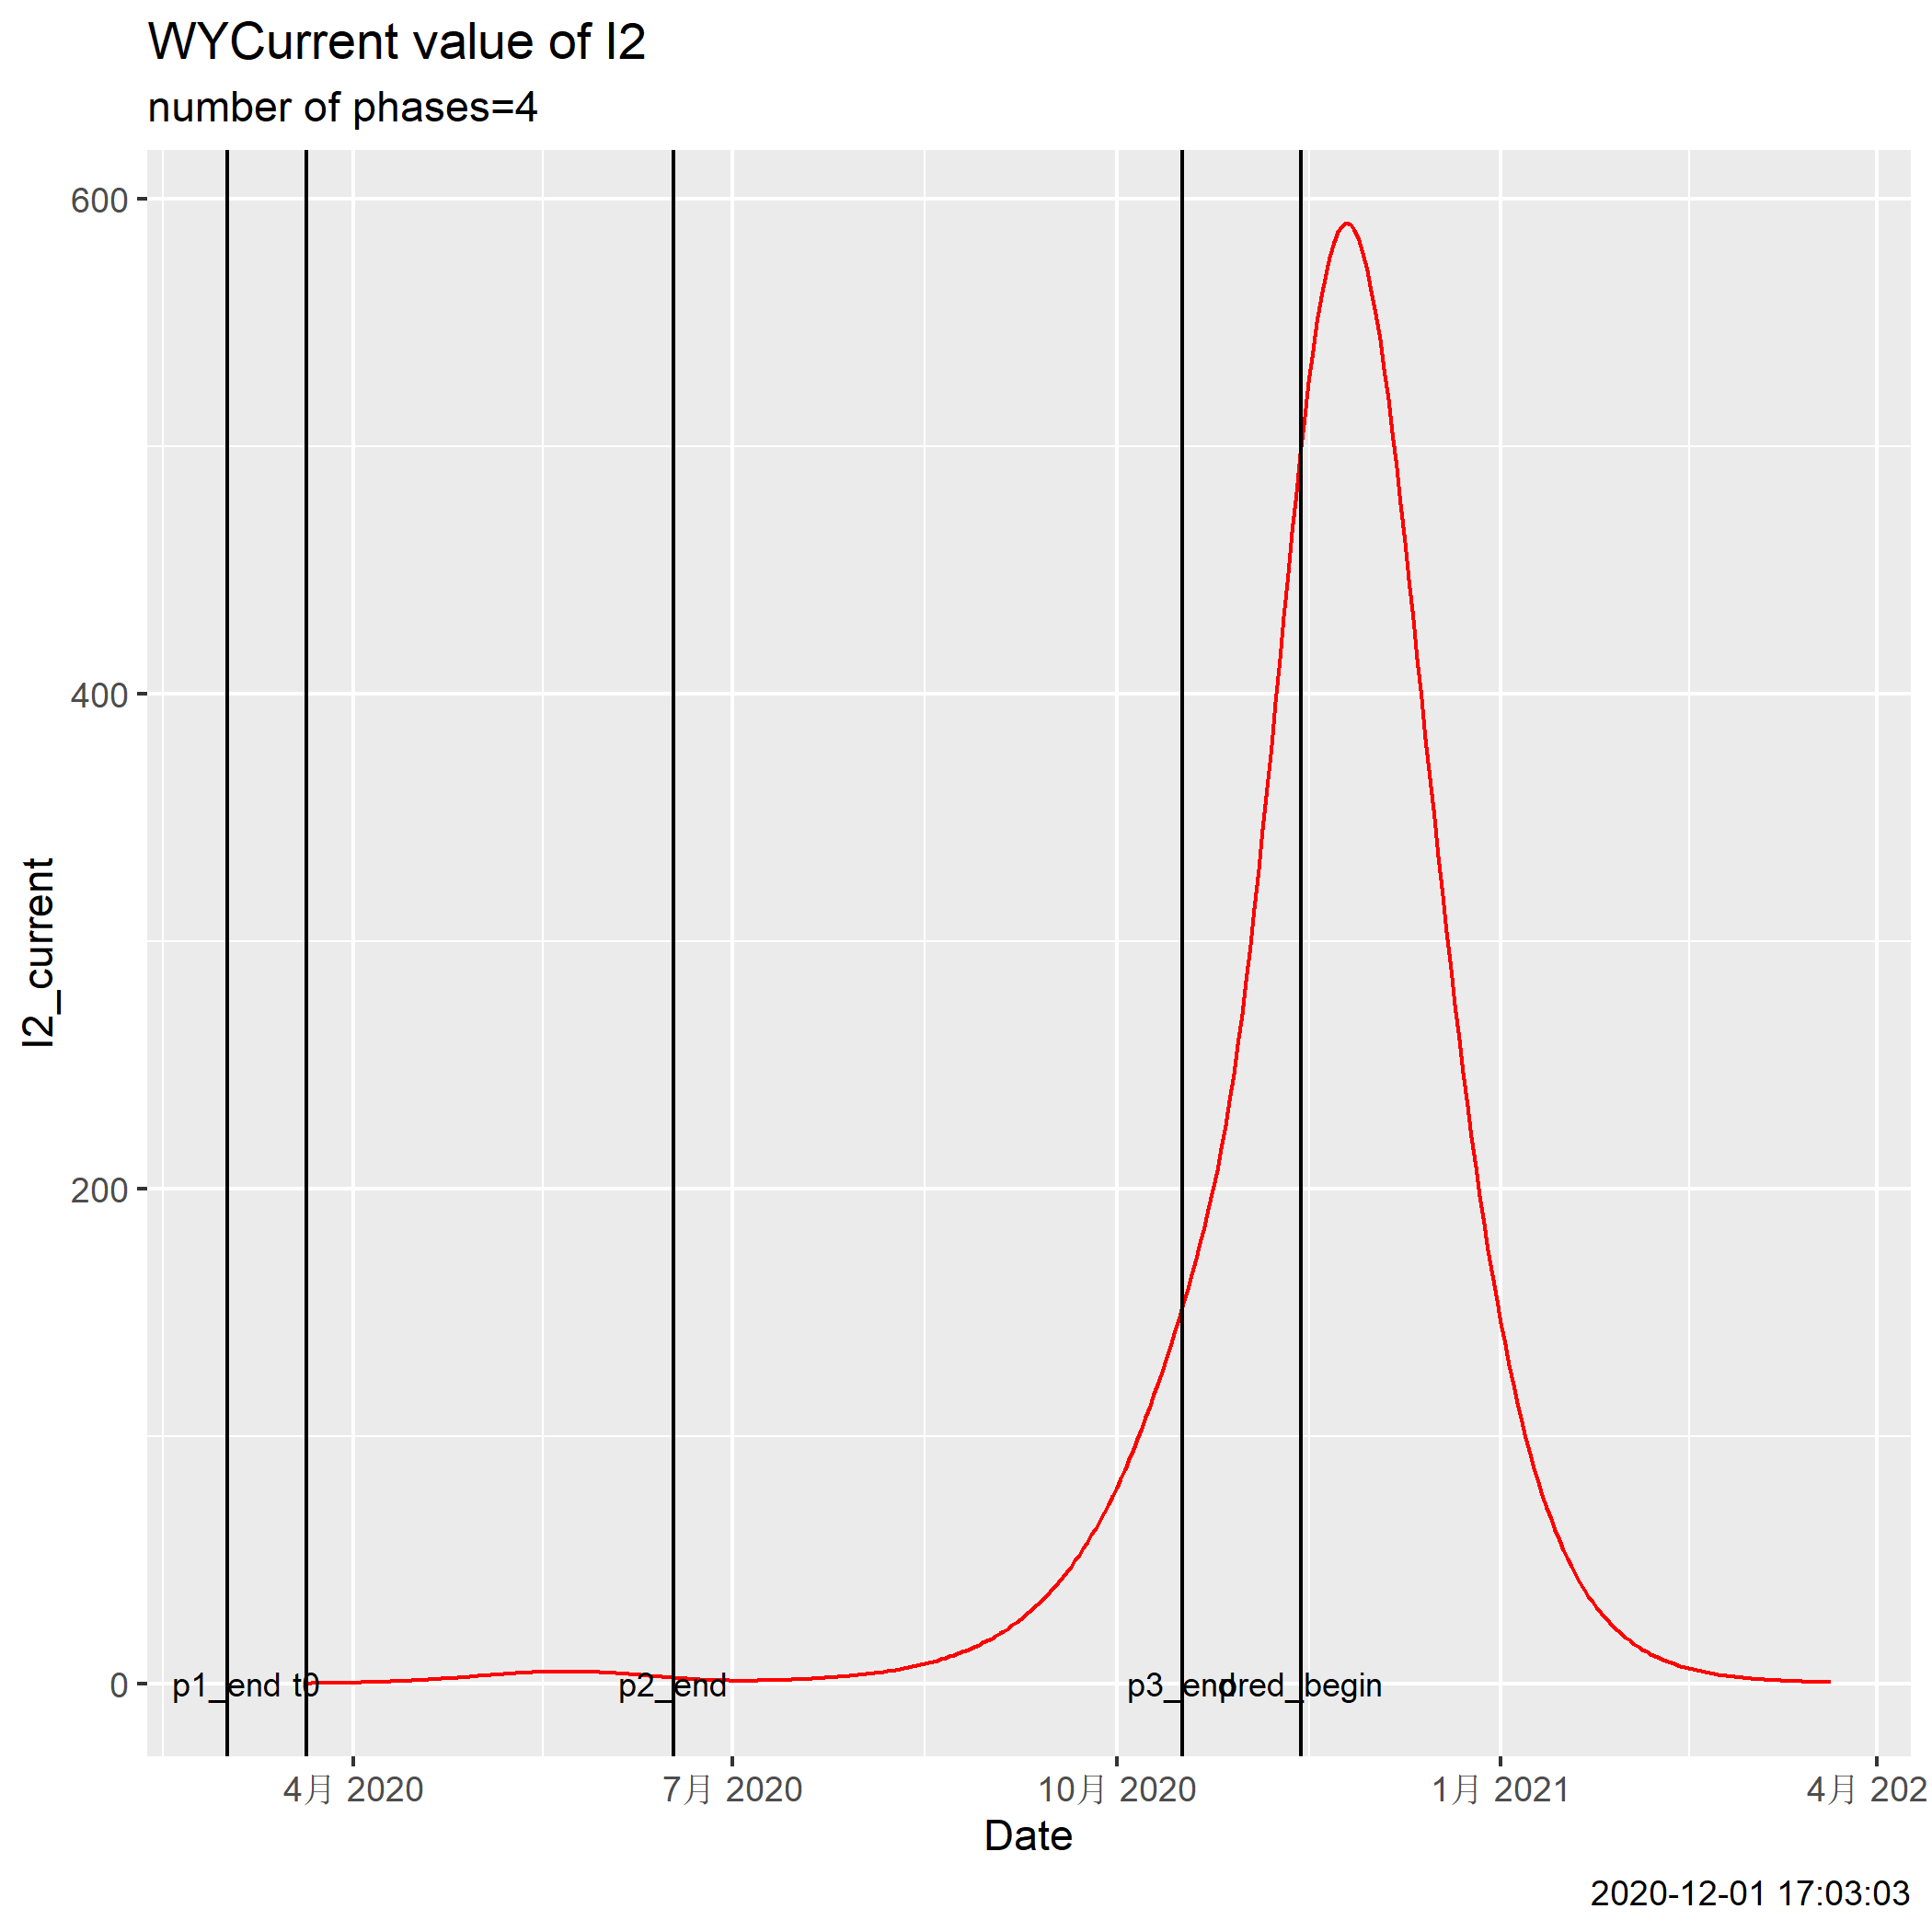 WYCurrent value of I2
number of phases=4
600
400
200
0
I2_current
p1_end t0 p2_end p3_end pred_begin
4月 2020 7月 2020 10月 2020 1月 2021 4月 202
Date
2020-12-01 17:03:03